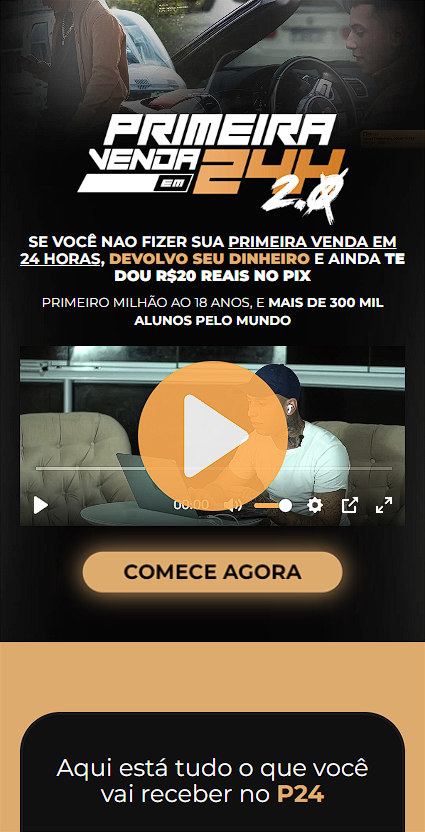 PRIMEIRA
VENDA EM 24H
2.0
SE VOCÊ NAO FIZER SUA PRIMEIRA VENDA EM
24 HORAS, DEVOLVO SEU DINHEIRO E AINDA TE
DOU R$20 REAIS NO PIX
PRIMEIRO MILHÃO AO 18 ANOS, E MAIS DE 300 MIL
ALUNOS PELO MUNDO
00:00
COMECE AGORA
Aqui está tudo o que você
vai receber no P24